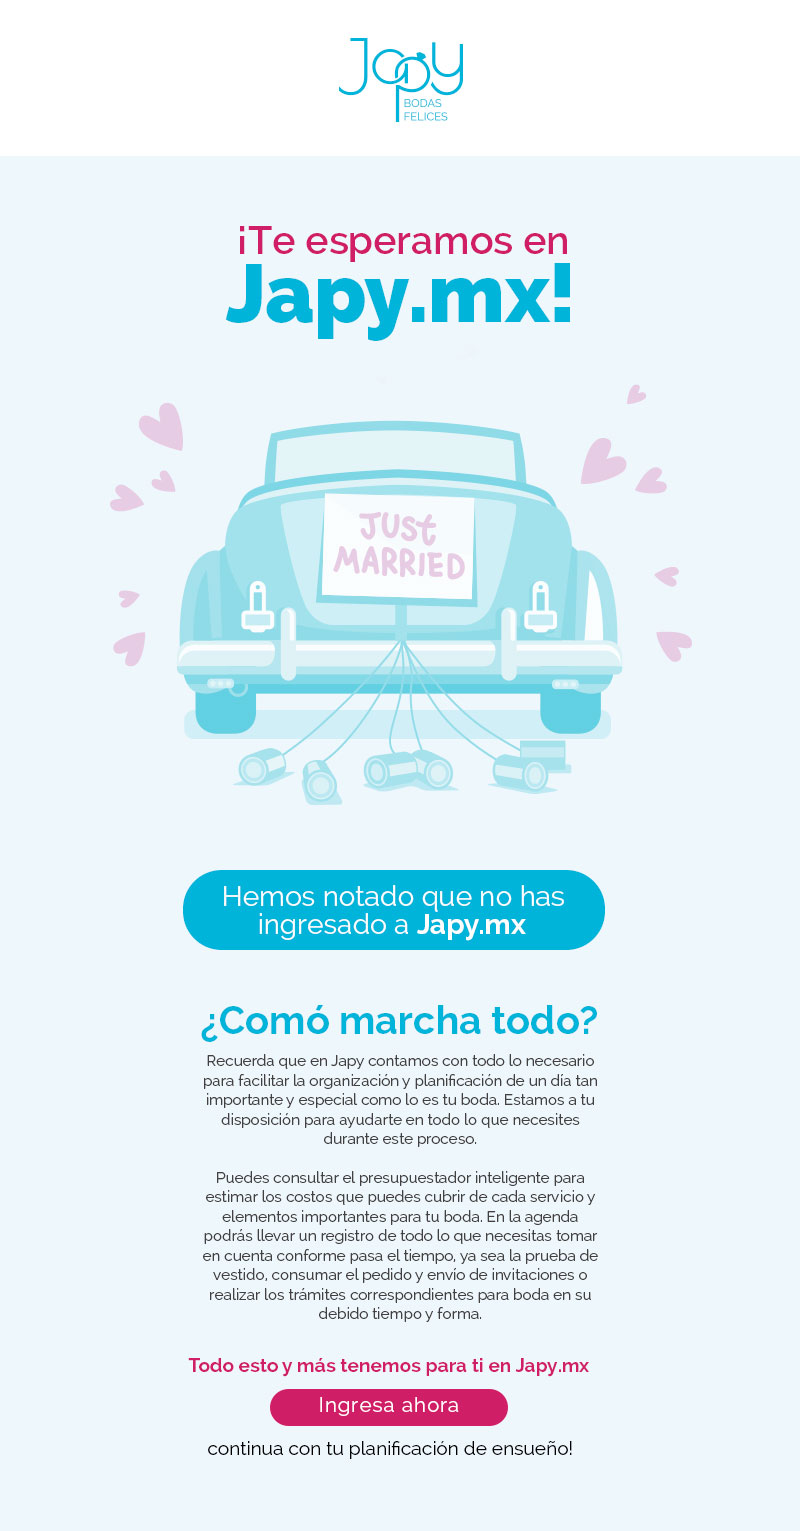 Japy
BODAS
FELICES
¡Te esperamos en
Japy.mx!
JUST
MARRIED
Hemos notado que no has
ingresado a Japy.mx
¿Comó marcha todo?
Recuerda que en Japy contamos con todo lo necesario
para facilitar la organización y planificación de un día tan
importante y especial como lo es tu boda. Estamos a tu
disposición para ayudarte en todo lo que necesites
durante este proceso.
Puedes consultar el presupuestador inteligente para
estimar los costos que puedes cubrir de cada servicio y
elementos importantes para tu boda. En la agenda
podrás llevar un registro de todo lo que necesitas tomar
en cuenta conforme pasa el tiempo, ya sea la prueba de
vestido, consumar el pedido y envío de invitaciones o
realizar los trámites correspondientes para boda en su
debido tiempo y forma.
Todo esto y más tenemos para ti en Japy.mx
Ingresa ahora
continua con tu planificación de ensueño!